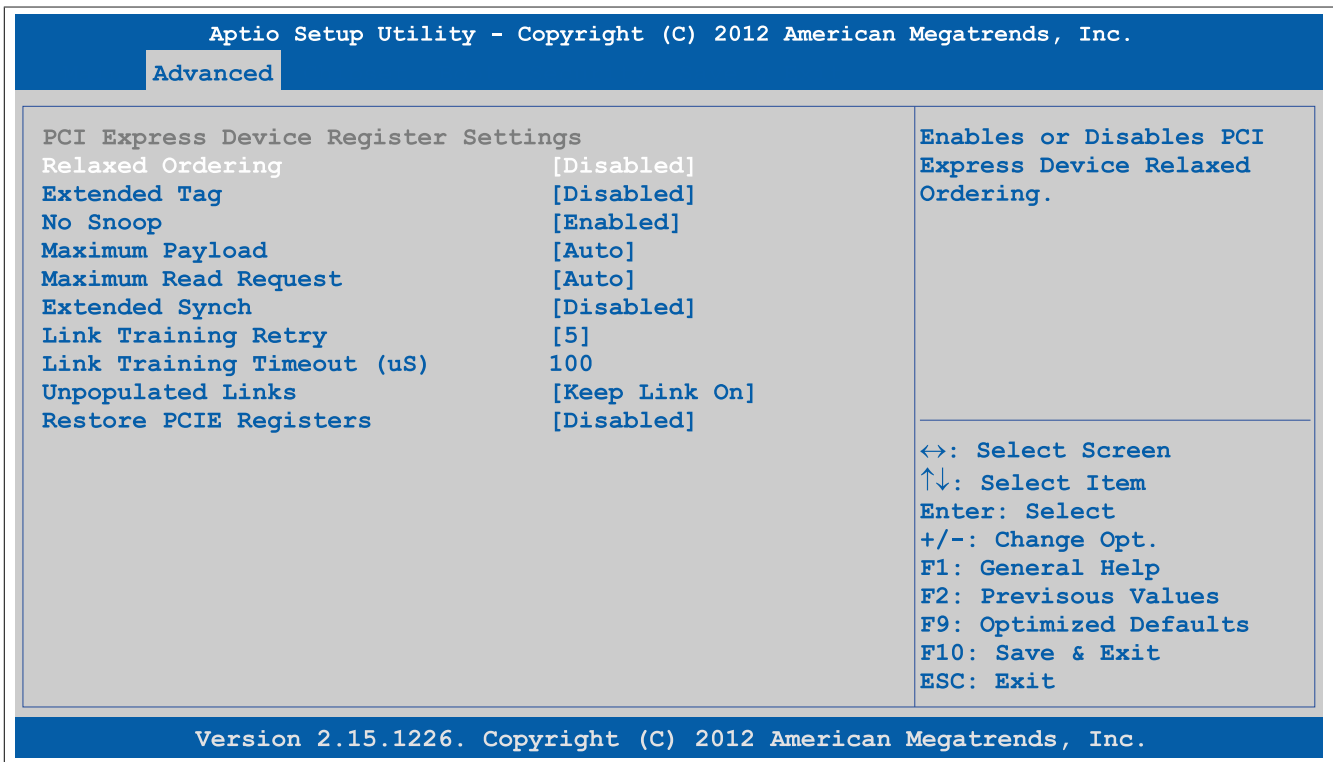 Aptio Setup Utility - Copyright (C) 2012 American Megatrends, Inc.
Advanced
PCI Express Device Register Settings
Relaxed Ordering [Disabled]
Extended Tag [Disabled]
No Snoop [Enabled]
Maximum Payload [Auto]
Maximum Read Request [Auto]
Extended Synch [Disabled]
Link Training Retry [5]
Link Training Timeout (uS) 100
Unpopulated Links [Keep Link On]
Restore PCIE Registers [Disabled]
Enables or Disables PCI
Express Device Relaxed
Ordering.
↔: Select Screen
↑↓: Select Item
Enter: Select
+/-: Change Opt.
F1: General Help
F2: Previsous Values
F9: Optimized Defaults
F10: Save & Exit
ESC: Exit
Version 2.15.1226. Copyright (C) 2012 American Megatrends, Inc.